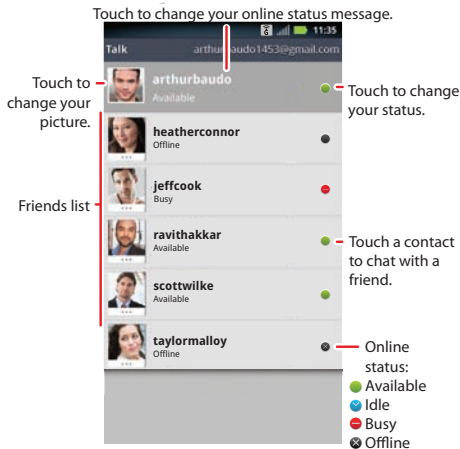 Touch to change your online status message.
11:35
Talk
arthurbaudo1453@gmail.com
Touch to
change your
picture.
arthurbaudo
Available
Touch to change
your status.
heatherconnor
Offline
Friends list
jeffcook
Busy
ravithakkar
Available
Touch a contact
to chat with a
friend.
scottwilke
Available
taylormalloy
Offline
Online
status:
Available
Idle
Busy
Offline